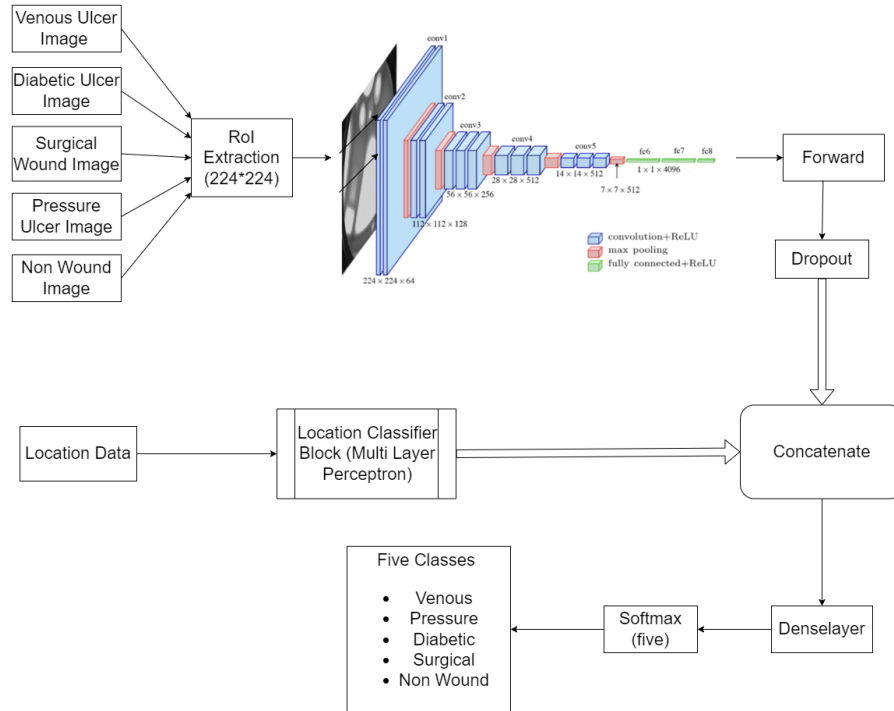 Venous Ulcer
Image
Diabetic Ulcer
Image
Surgical
Wound Image
Pressure
Ulcer Image
Non Wound
Image
RoI
Extraction
(224*224)
conv1
conv2
conv3
conv4
conv5
fc6
fc7
fc8
1 × 1 × 4096
7 × 7 × 512
14 × 14 × 512
28 × 28 × 512
56 × 56 × 256
112 × 112 × 128
224 × 224 × 64
convolution+ReLU
max pooling
fully connected+ReLU
Forward
Dropout
Location Data
Location Classifier
Block (Multi Layer
Perceptron)
Concatenate
Five Classes
• Venous
• Pressure
• Diabetic
• Surgical
• Non Wound
Softmax
(five)
Denselayer